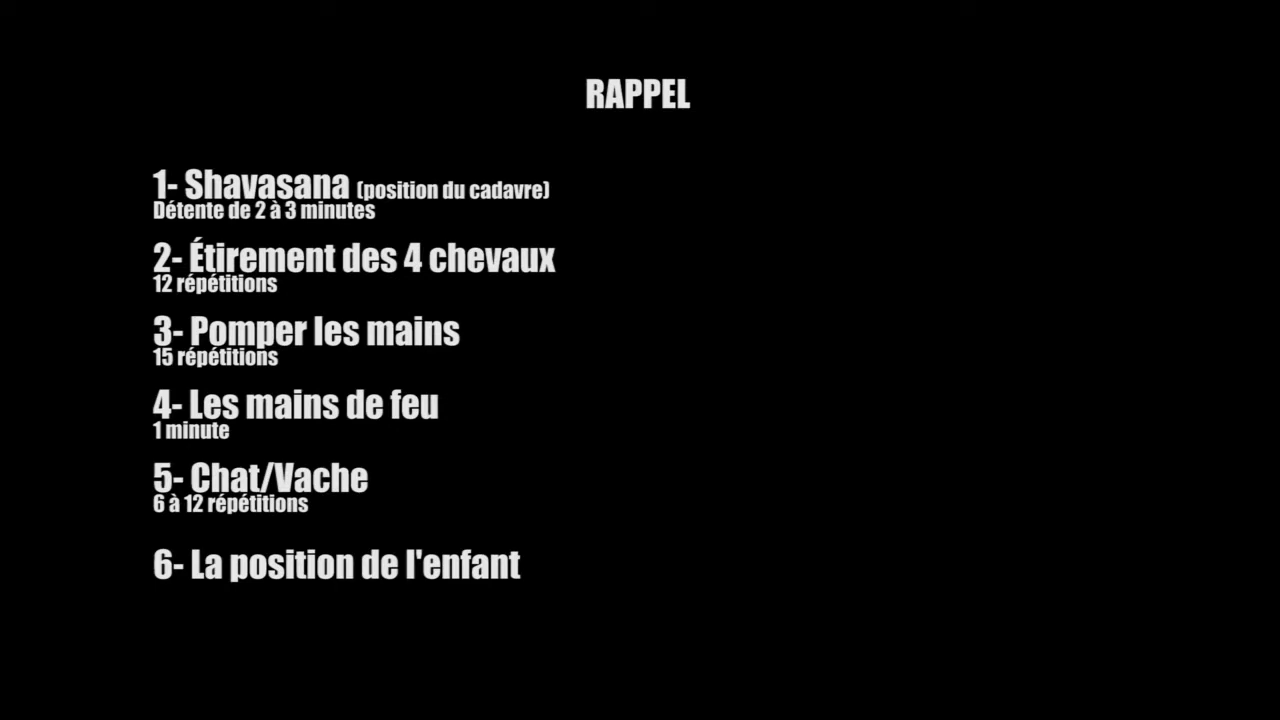 RAPPEL
1- Shavasana (position du cadavre)
Détente de 2 à 3 minutes
2- Étirement des 4 chevaux
12 répétitions
3- Pomper les mains
15 répétitions
4- Les mains de feu
1 minute
5- Chat/Vache
6 à 12 répétitions
6- La position de l'enfant